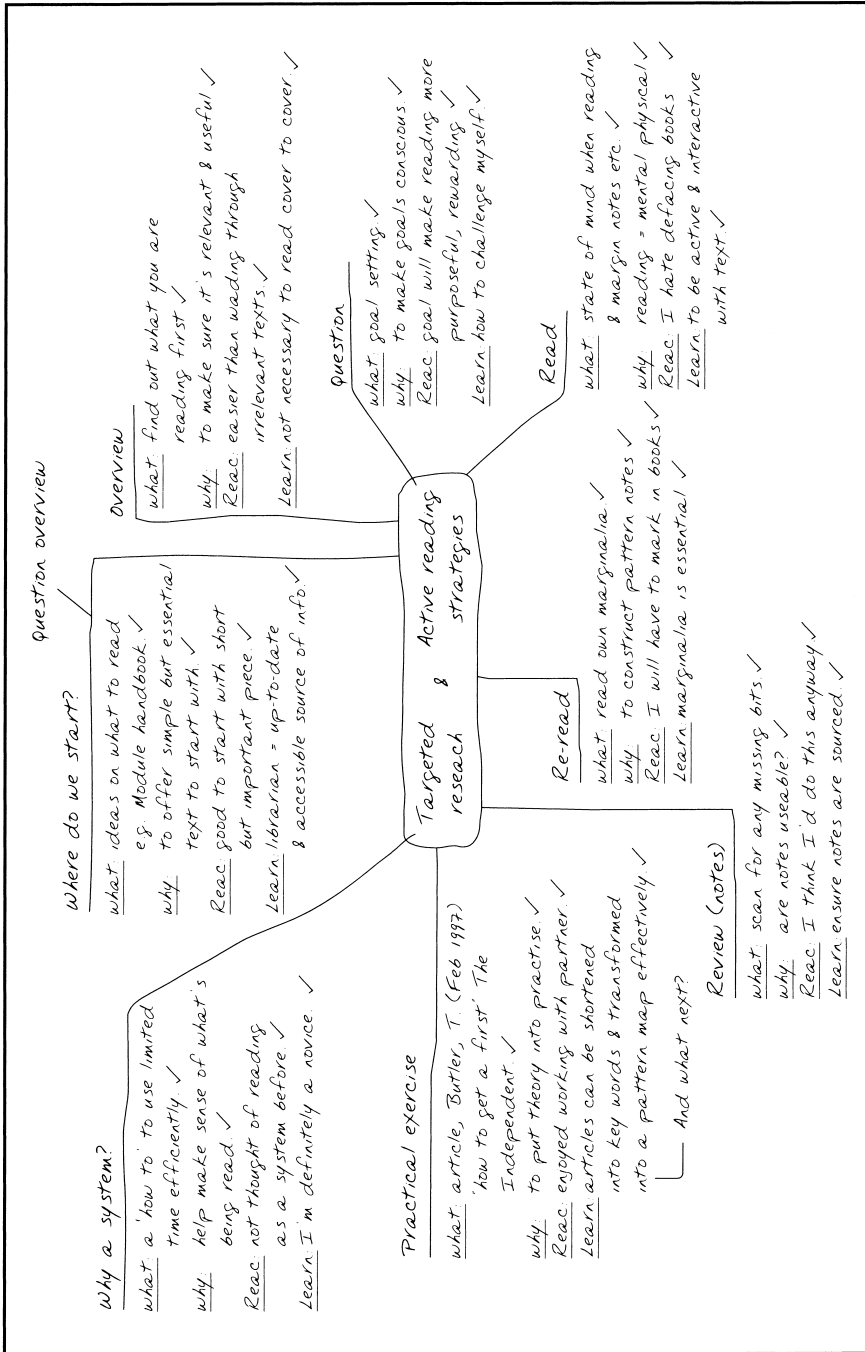 Question overview
Why a system?
what: a 'how to' to use limited
time efficiently. ✓
why: help make sense of what's
being read. ✓
Reac: not thought of reading
as a system before. ✓
Learn: I'm definitely a novice. ✓
Where do we start?
what: ideas on what to read
eg. Module handbook. ✓
why: to offer simple but essential
text to start with. ✓
Reac: good to start with short
but important piece. ✓
Learn: librarian = up-to-date
& accessible source of info. ✓
Overview
what: find out what you are
reading first ✓
why: to make sure it's relevant & useful ✓
Reac: easier than wading through
irrelevant texts. ✓
Learn: not necessary to read cover to cover. ✓
Targeted & Active reading
reseach strategies
Question
what: goal setting. ✓
why: to make goals conscious. ✓
Reac: goal will make reading more
purposeful, rewarding ✓
Learn: how to challenge myself. ✓
Read
what: state of mind when reading
& margin notes etc. ✓
why: reading = mental physical ✓
Reac: I hate defacing books ✓
Learn: to be active & interactive
with text. ✓
Re-read
what: read own marginalia. ✓
why: to construct pattern notes ✓
Reac: I will have to mark in books ✓
Learn: marginalia is essential ✓
Review (notes)
what: scan for any missing bits. ✓
why: are notes useable? ✓
Reac: I think I'd do this anyway ✓
Learn: ensure notes are sourced. ✓
Practical exercise
what: article, Butler, T. (Feb 1997)
'how to get a first' The
Independent. ✓
why: to put theory into practise. ✓
Reac: enjoyed working with partner. ✓
Learn: articles can be shortened
into key words & transformed
into a pattern map effectively. ✓
And what next?